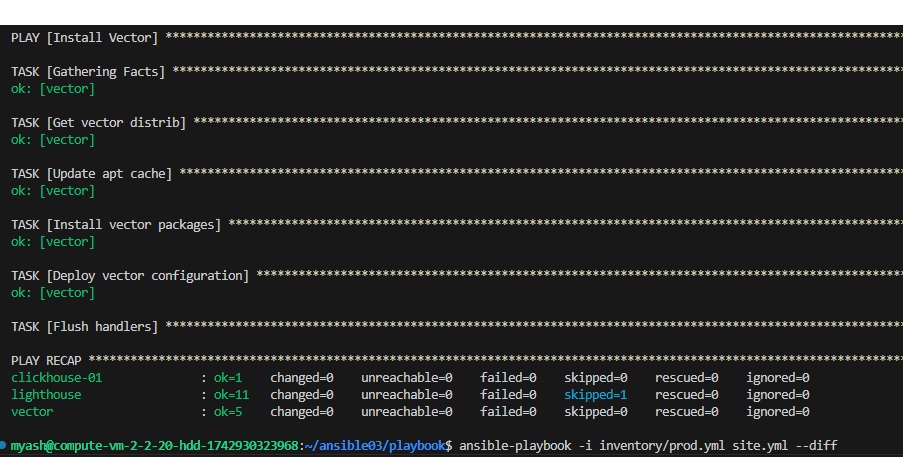 PLAY [Install Vector] ****************************************************************************************************
TASK [Gathering Facts] ***************************************************************************************************
ok: [vector]
TASK [Get vector distrib] ************************************************************************************************
ok: [vector]
TASK [Update apt cache] **************************************************************************************************
ok: [vector]
TASK [Install vector packages] *******************************************************************************************
ok: [vector]
TASK [Deploy vector configuration] ***************************************************************************************
ok: [vector]
TASK [Flush handlers] ****************************************************************************************************
PLAY RECAP ***************************************************************************************************************
clickhouse-01 : ok=1 changed=0 unreachable=0 failed=0 skipped=0 rescued=0 ignored=0
lighthouse : ok=11 changed=0 unreachable=0 failed=0 skipped=1 rescued=0 ignored=0
vector : ok=5 changed=0 unreachable=0 failed=0 skipped=0 rescued=0 ignored=0
myash@compute-vm-2-2-20-hdd-1742930323968:~/ansible03/playbook$ ansible-playbook -i inventory/prod.yml site.yml --diff